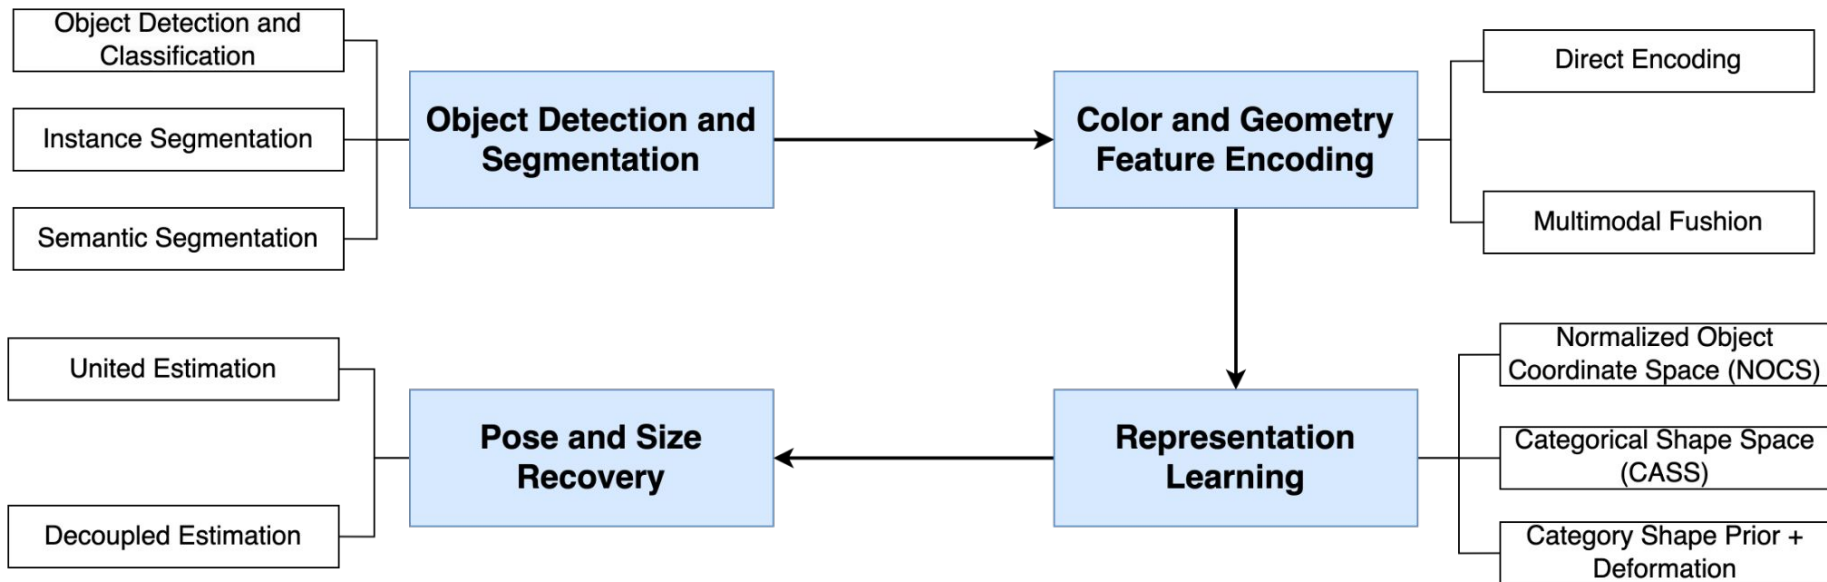 Object Detection and
Classification
Instance Segmentation
Semantic Segmentation
Object Detection and
Segmentation
Color and Geometry
Feature Encoding
Direct Encoding
Multimodal Fushion
United Estimation
Decoupled Estimation
Pose and Size
Recovery
Representation
Learning
Normalized Object
Coordinate Space (NOCS)
Categorical Shape Space
(CASS)
Category Shape Prior +
Deformation